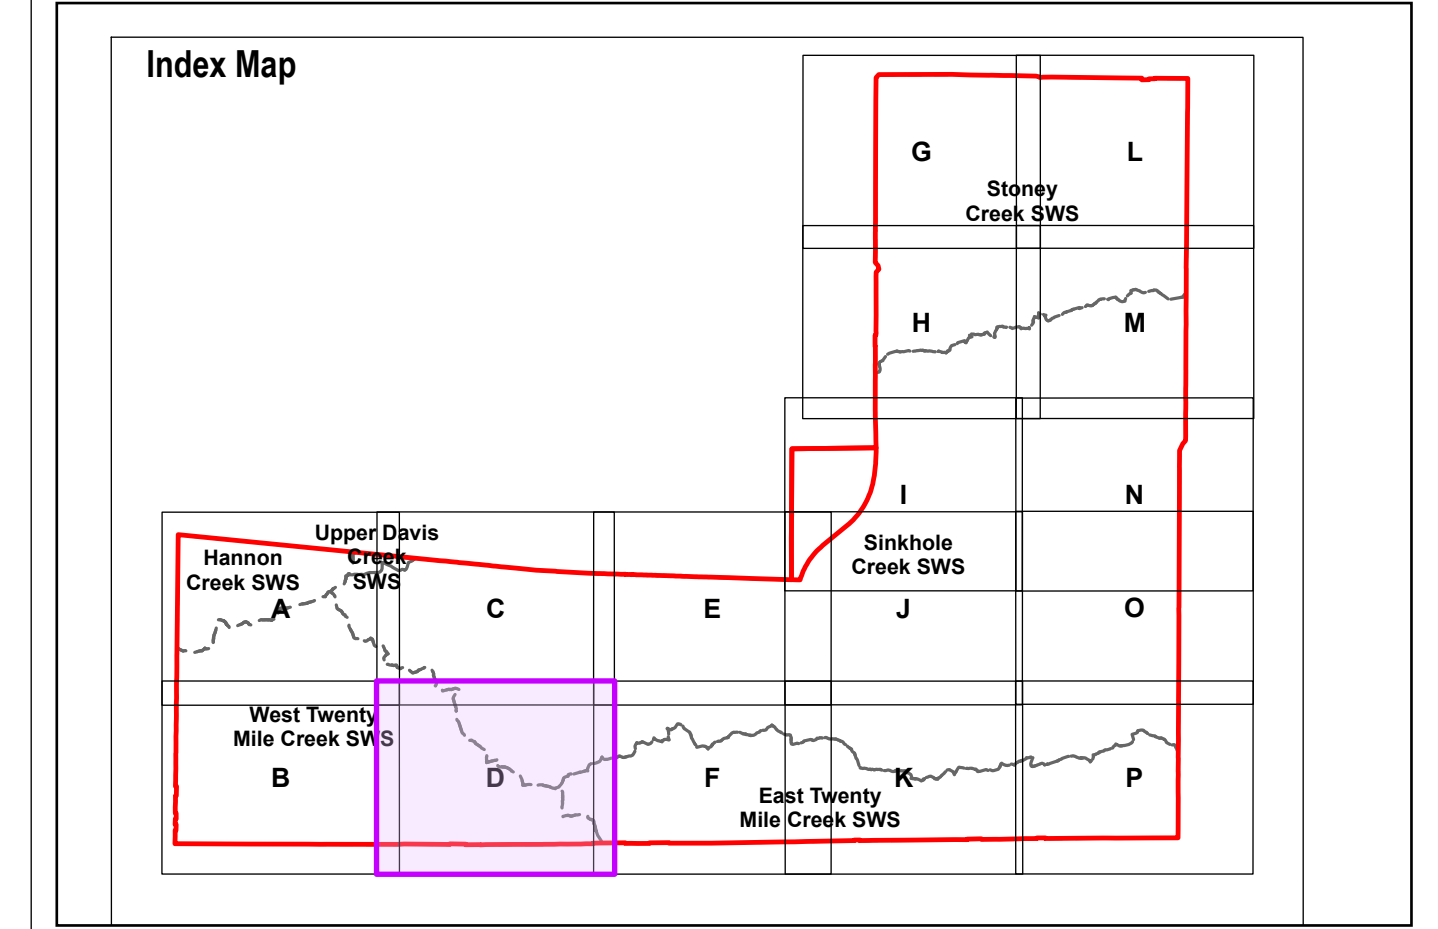 Index Map
G
L
Stoney
Creek SWS
H
M
I
N
Upper Davis
Creek
SWS
Hannon
Creek SWS
Sinkhole
Creek SWS
A
C
E
J
O
West Twenty
Mile Creek SWS
B
D
F
K
P
East Twenty
Mile Creek SWS